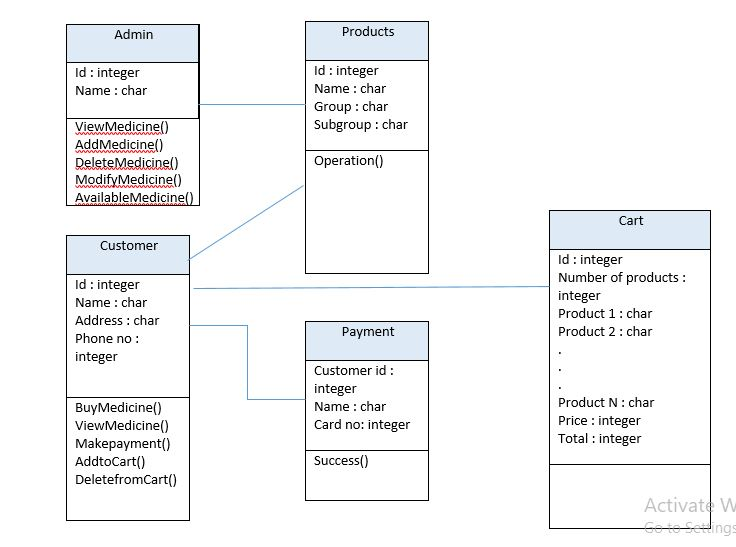 Admin
Id : integer
Name : char
ViewMedicine()
AddMedicine()
DeleteMedicine()
ModifyMedicine()
AvailableMedicine()
Products
Id : integer
Name : char
Group : char
Subgroup : char
Operation()
Customer
Id : integer
Name : char
Address : char
Phone no :
integer
BuyMedicine()
ViewMedicine()
Makepayment()
AddtoCart()
DeletefromCart()
Payment
Customer id :
integer
Name : char
Card no: integer
Success()
Cart
Id : integer
Number of products :
integer
Product 1 : char
Product 2 : char
.
.
.
Product N : char
Price : integer
Total : integer
Activate W
Go to Settings